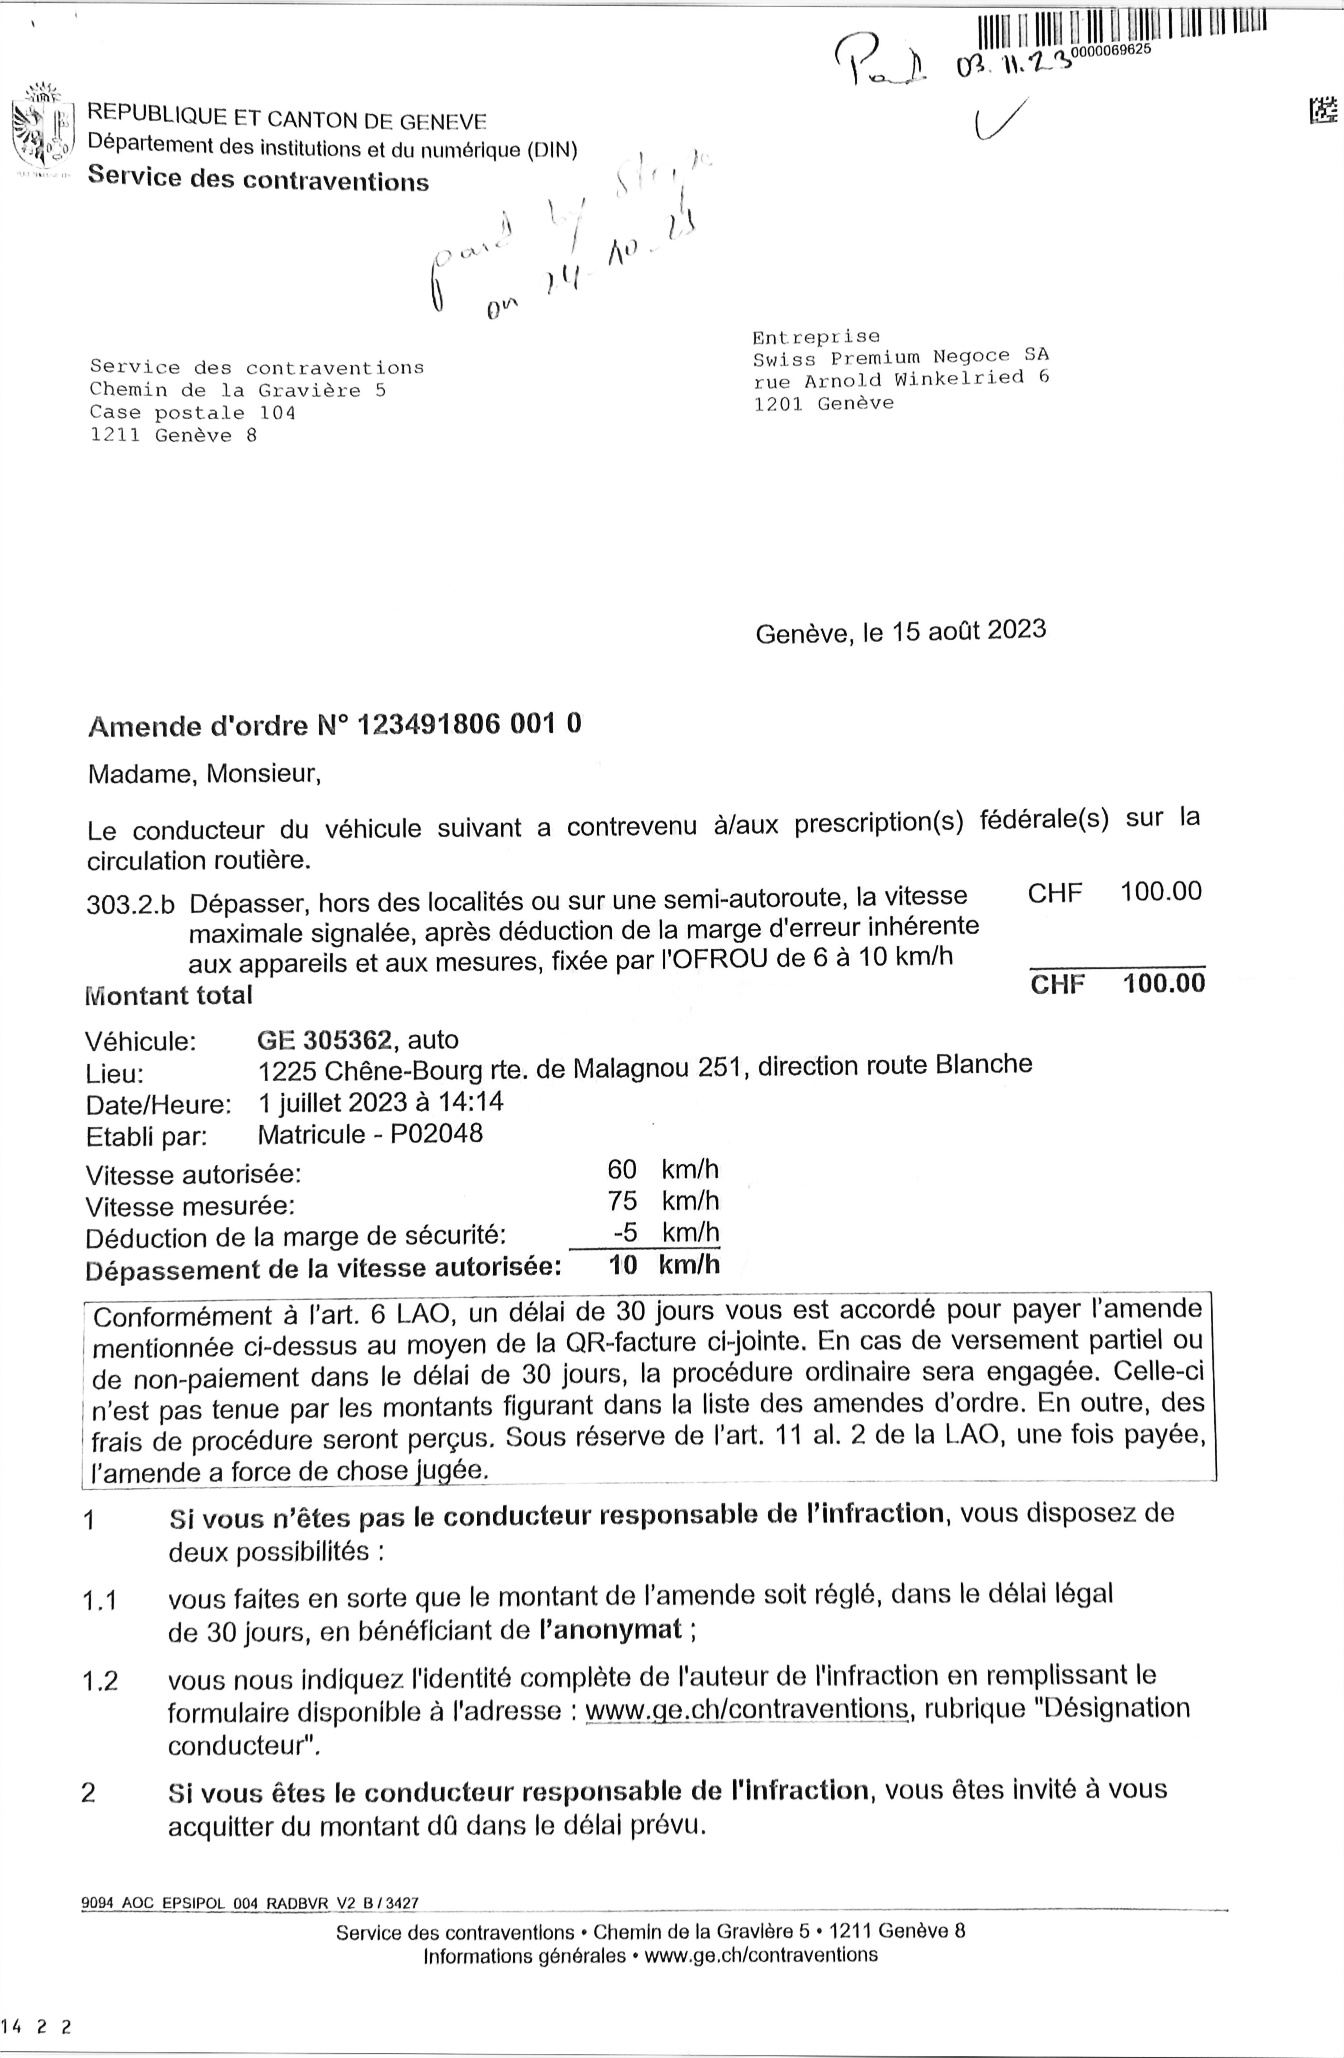 Paid 03.11.23
0000069625
REPUBLIQUE ET CANTON DE GENEVE
Département des institutions et du numérique (DIN)
Service des contraventions
paid by
on 24.10.23
Service des contraventions
Chemin de la Gravière 5
Case postale 104
1211 Genève 8
Entreprise
Swiss Premium Negoce SA
rue Arnold Winkelried 6
1201 Genève
Genève, le 15 août 2023
Amende d'ordre N° 123491806 001 0
Madame, Monsieur,
Le conducteur du véhicule suivant a contrevenu à/aux prescription(s) fédérale(s) sur la
circulation routière.
303.2.b Dépasser, hors des localités ou sur une semi-autoroute, la vitesse CHF 100.00
maximale signalée, après déduction de la marge d'erreur inhérente
aux appareils et aux mesures, fixée par l'OFROU de 6 à 10 km/h
Montant total CHF 100.00
Véhicule: GE 305362, auto
Lieu: 1225 Chêne-Bourg rte. de Malagnou 251, direction route Blanche
Date/Heure: 1 juillet 2023 à 14:14
Etabli par: Matricule - P02048
Vitesse autorisée: 60 km/h
Vitesse mesurée: 75 km/h
Déduction de la marge de sécurité: -5 km/h
Dépassement de la vitesse autorisée: 10 km/h
Conformément à l'art. 6 LAO, un délai de 30 jours vous est accordé pour payer l'amende
mentionnée ci-dessus au moyen de la QR-facture ci-jointe. En cas de versement partiel ou
de non-paiement dans le délai de 30 jours, la procédure ordinaire sera engagée. Celle-ci
n'est pas tenue par les montants figurant dans la liste des amendes d'ordre. En outre, des
frais de procédure seront perçus. Sous réserve de l'art. 11 al. 2 de la LAO, une fois payée,
l'amende a force de chose jugée.
1 Si vous n'êtes pas le conducteur responsable de l'infraction, vous disposez de
deux possibilités :
1.1 vous faites en sorte que le montant de l'amende soit réglé, dans le délai légal
de 30 jours, en bénéficiant de l'anonymat ;
1.2 vous nous indiquez l'identité complète de l'auteur de l'infraction en remplissant le
formulaire disponible à l'adresse : www.ge.ch/contraventions, rubrique "Désignation
conducteur".
2 Si vous êtes le conducteur responsable de l'infraction, vous êtes invité à vous
acquitter du montant dû dans le délai prévu.
9094 AOC EPSIPOL 004 RADBVR V2 B / 3427
Service des contraventions • Chemin de la Gravière 5 • 1211 Genève 8
Informations générales • www.ge.ch/contraventions
14 2 2